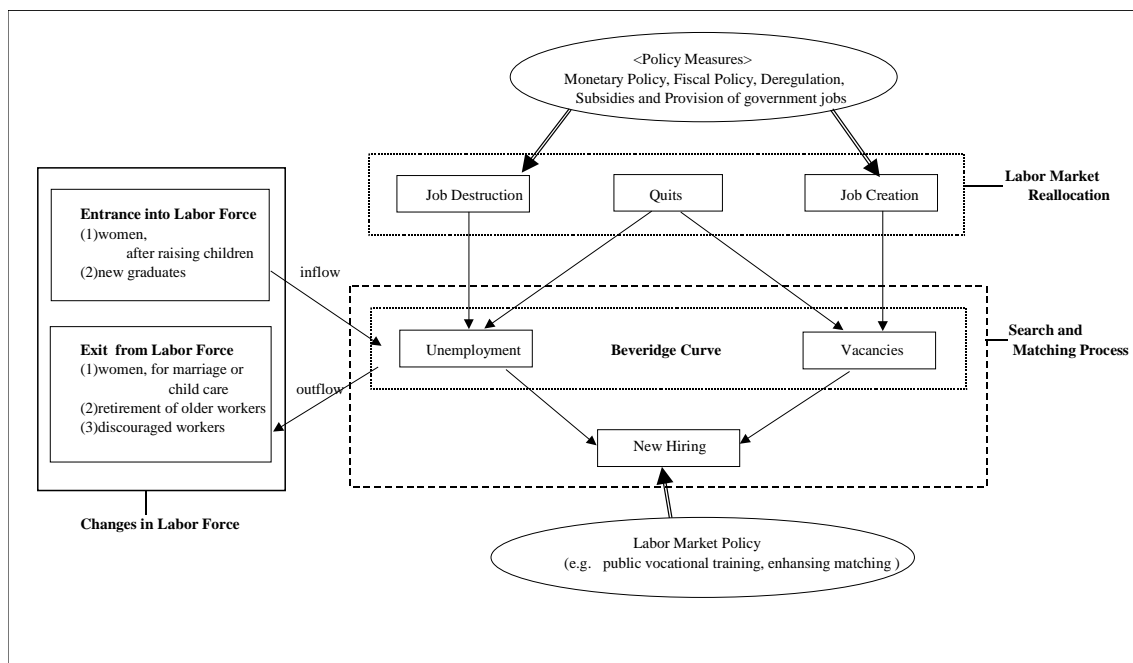 <Policy Measures>
Monetary Policy, Fiscal Policy, Deregulation,
Subsidies and Provision of government jobs
Job Destruction
Quits
Job Creation
Labor Market
Reallocation
Entrance into Labor Force
(1)women,
after raising children
(2)new graduates
inflow
Exit from Labor Force
(1)women, for marriage or
child care
(2)retirement of older workers
(3)discouraged workers
outflow
Changes in Labor Force
Unemployment
Beveridge Curve
Vacancies
Search and
Matching Process
New Hiring
Labor Market Policy
(e.g. public vocational training, enhansing matching )